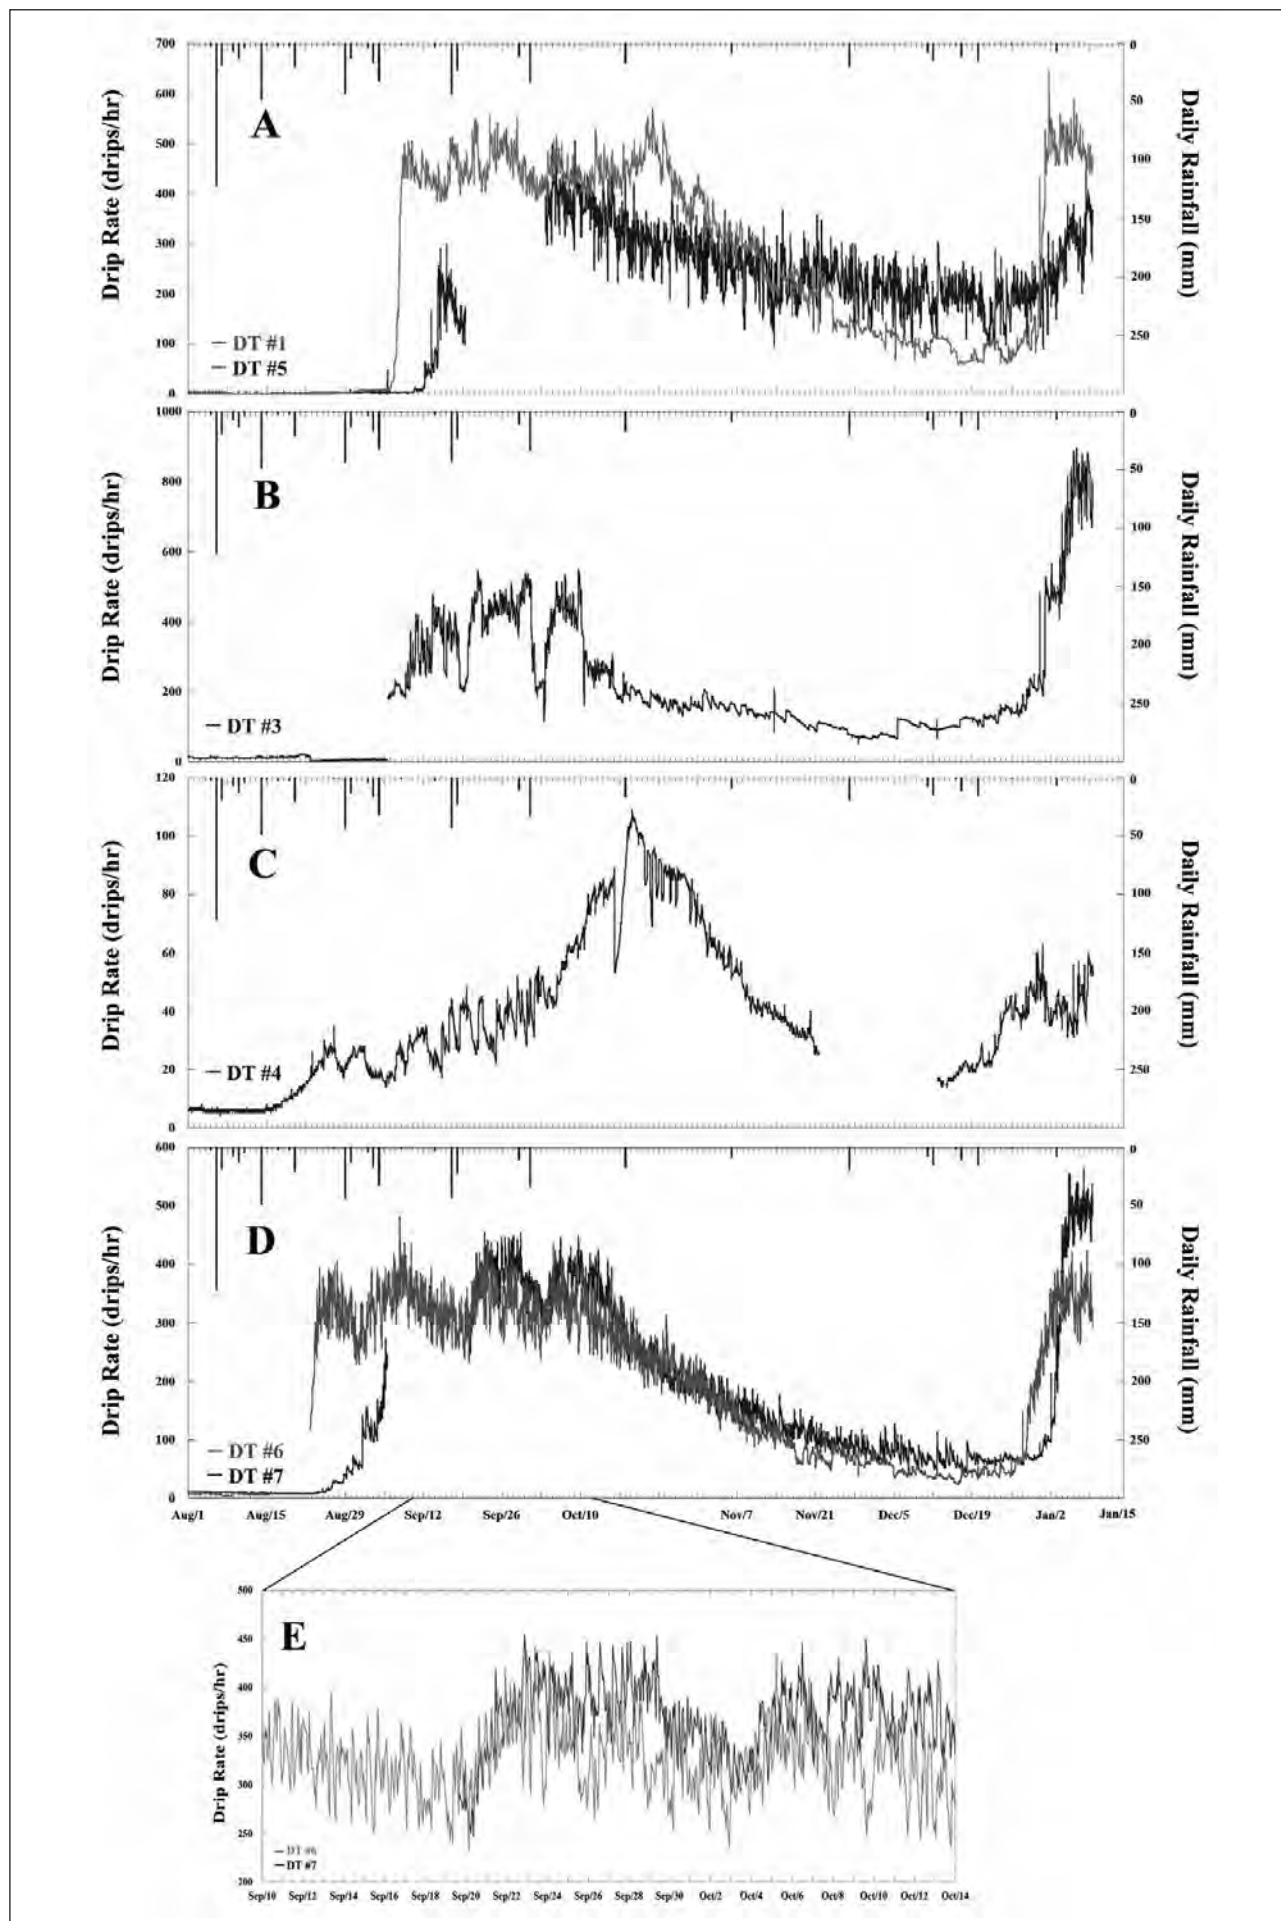 700
600
500
400
300
200
100
0
Drip Rate (drips/hr)
A
DT #1
DT #5
0
50
100
150
200
250
Daily Rainfall (mm)
1000
800
600
400
200
0
Drip Rate (drips/hr)
B
DT #3
0
50
100
150
200
250
Daily Rainfall (mm)
120
100
80
60
40
20
0
Drip Rate (drips/hr)
C
DT #4
0
50
100
150
200
250
Daily Rainfall (mm)
600
500
400
300
200
100
0
Drip Rate (drips/hr)
D
DT #6
DT #7
0
50
100
150
200
250
Daily Rainfall (mm)
Aug/1 Aug/15 Aug/29 Sep/12 Sep/26 Oct/10 Nov/7 Nov/21 Dec/5 Dec/19 Jan/2 Jan/15
500
450
400
350
300
250
200
Drip Rate (drips/hr)
E
DT #6
DT #7
Sep/10 Sep/12 Sep/14 Sep/16 Sep/18 Sep/20 Sep/22 Sep/24 Sep/26 Sep/28 Sep/30 Oct/2 Oct/4 Oct/6 Oct/8 Oct/10 Oct/12 Oct/14